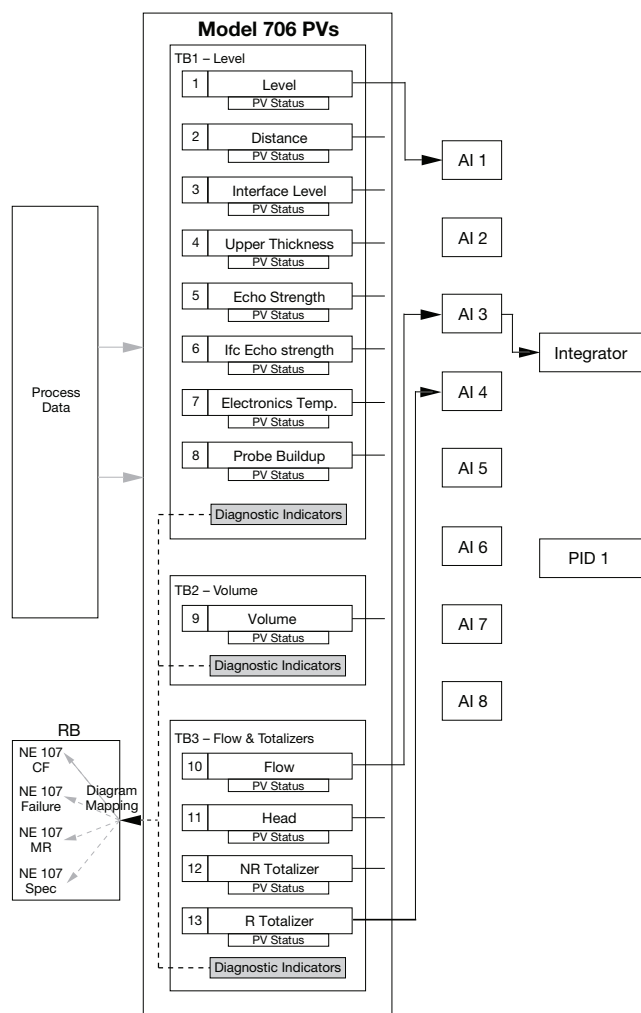 Model 706 PVs
TB1 – Level
1 Level
PV Status
2 Distance
PV Status
3 Interface Level
PV Status
4 Upper Thickness
PV Status
5 Echo Strength
PV Status
6 Ifc Echo strength
PV Status
7 Electronics Temp.
PV Status
8 Probe Buildup
PV Status
Diagnostic Indicators
TB2 – Volume
9 Volume
PV Status
Diagnostic Indicators
TB3 – Flow & Totalizers
10 Flow
PV Status
11 Head
PV Status
12 NR Totalizer
PV Status
13 R Totalizer
PV Status
Diagnostic Indicators
Process
Data
RB
NE 107
CF
NE 107
Failure
NE 107
MR
NE 107
Spec
Diagram
Mapping
AI 1
AI 2
AI 3
AI 4
AI 5
AI 6
AI 7
AI 8
Integrator
PID 1